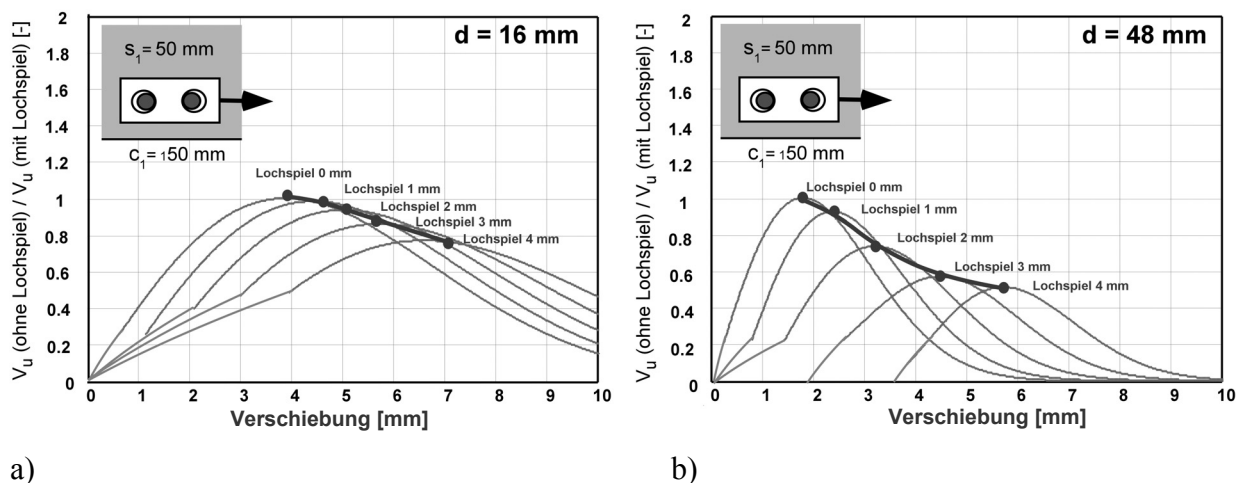 V_u (ohne Lochspiel) / V_u (mit Lochspiel) [-]
2
1.8
1.6
1.4
1.2
1
0.8
0.6
0.4
0.2
0
d = 16 mm
s_1 = 50 mm
c_1 = 150 mm
Lochspiel 0 mm
Lochspiel 1 mm
Lochspiel 2 mm
Lochspiel 3 mm
Lochspiel 4 mm
0 1 2 3 4 5 6 7 8 9 10
Verschiebung [mm]
a)
V_u (ohne Lochspiel) / V_u (mit Lochspiel) [-]
2
1.8
1.6
1.4
1.2
1
0.8
0.6
0.4
0.2
0
d = 48 mm
s_1 = 50 mm
c_1 = 150 mm
Lochspiel 0 mm
Lochspiel 1 mm
Lochspiel 2 mm
Lochspiel 3 mm
Lochspiel 4 mm
0 1 2 3 4 5 6 7 8 9 10
Verschiebung [mm]
b)